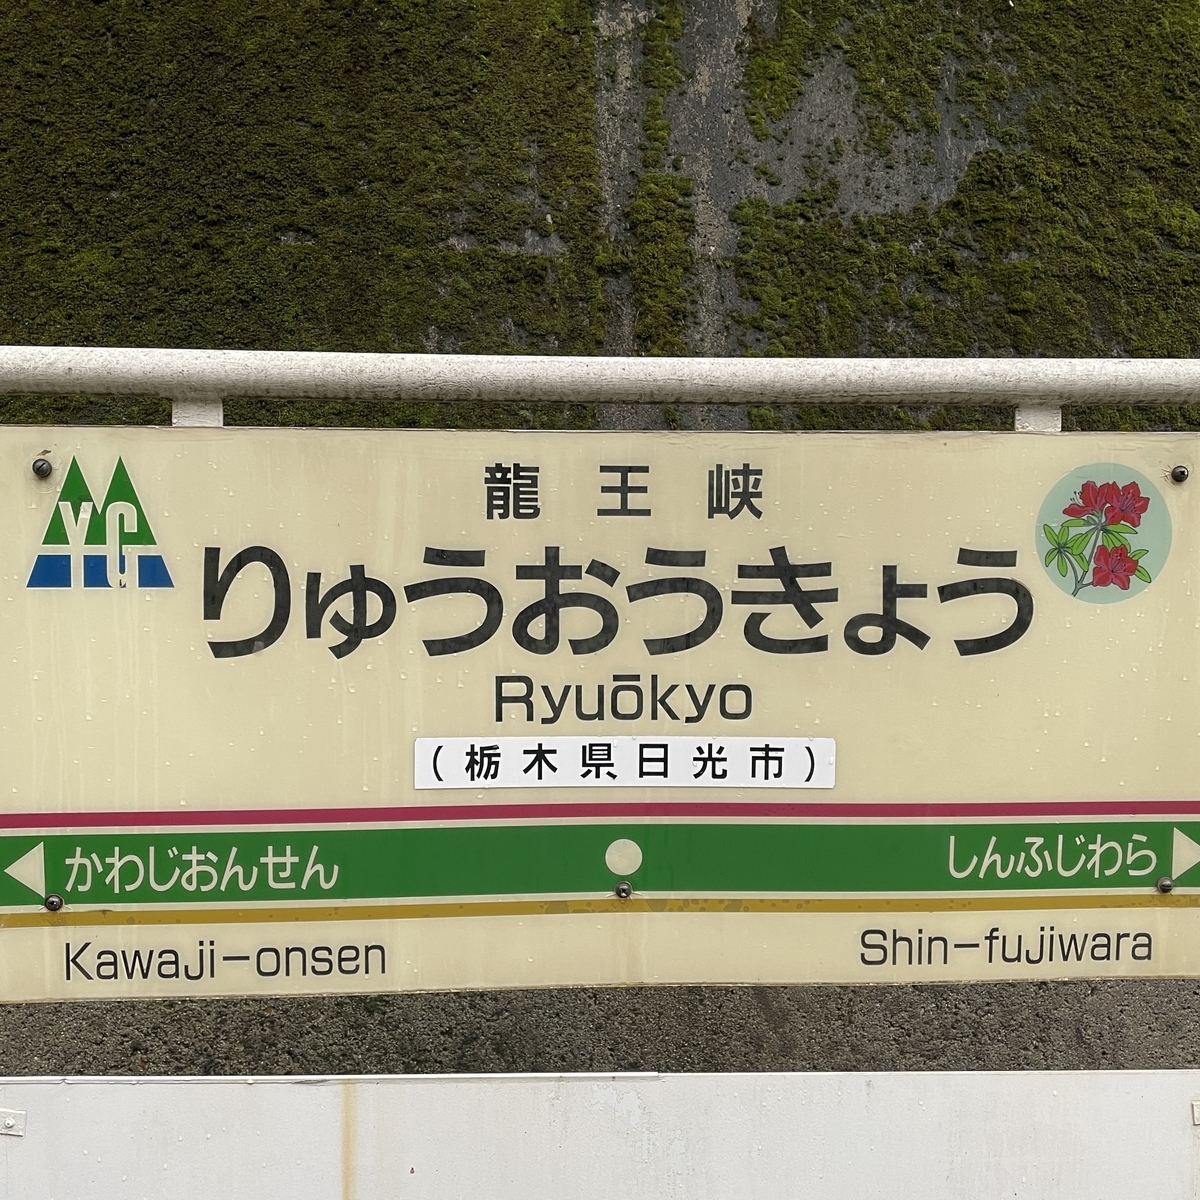 YG
龍王峡
りゅうおうきょう
Ryuōkyo
(栃木県日光市)
かわじおんせん
しんふじわら
Kawaji-onsen
Shin-fujiwara